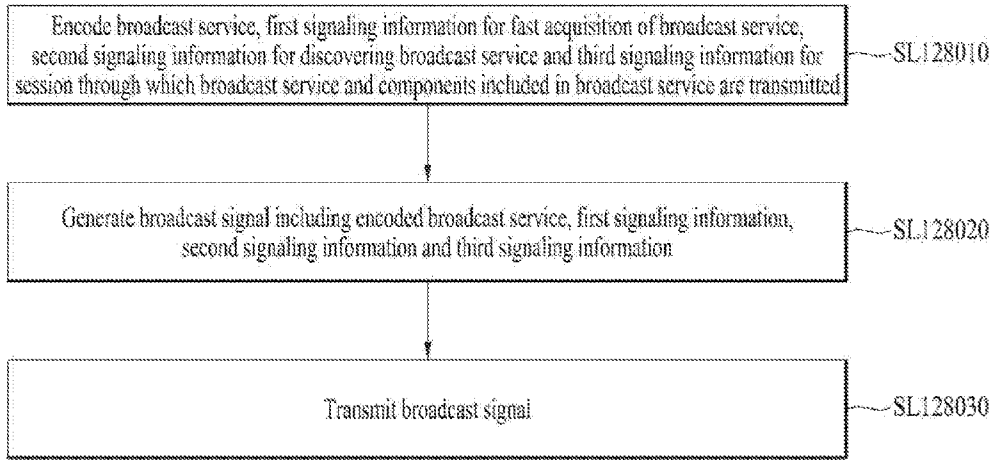 Encode broadcast service, first signaling information for fast acquisition of broadcast service,
second signaling information for discovering broadcast service and third signaling information for
session through which broadcast service and components included in broadcast service are transmitted
SL128010
Generate broadcast signal including encoded broadcast service, first signaling information,
second signaling information and third signaling information
SL128020
Transmit broadcast signal
SL128030